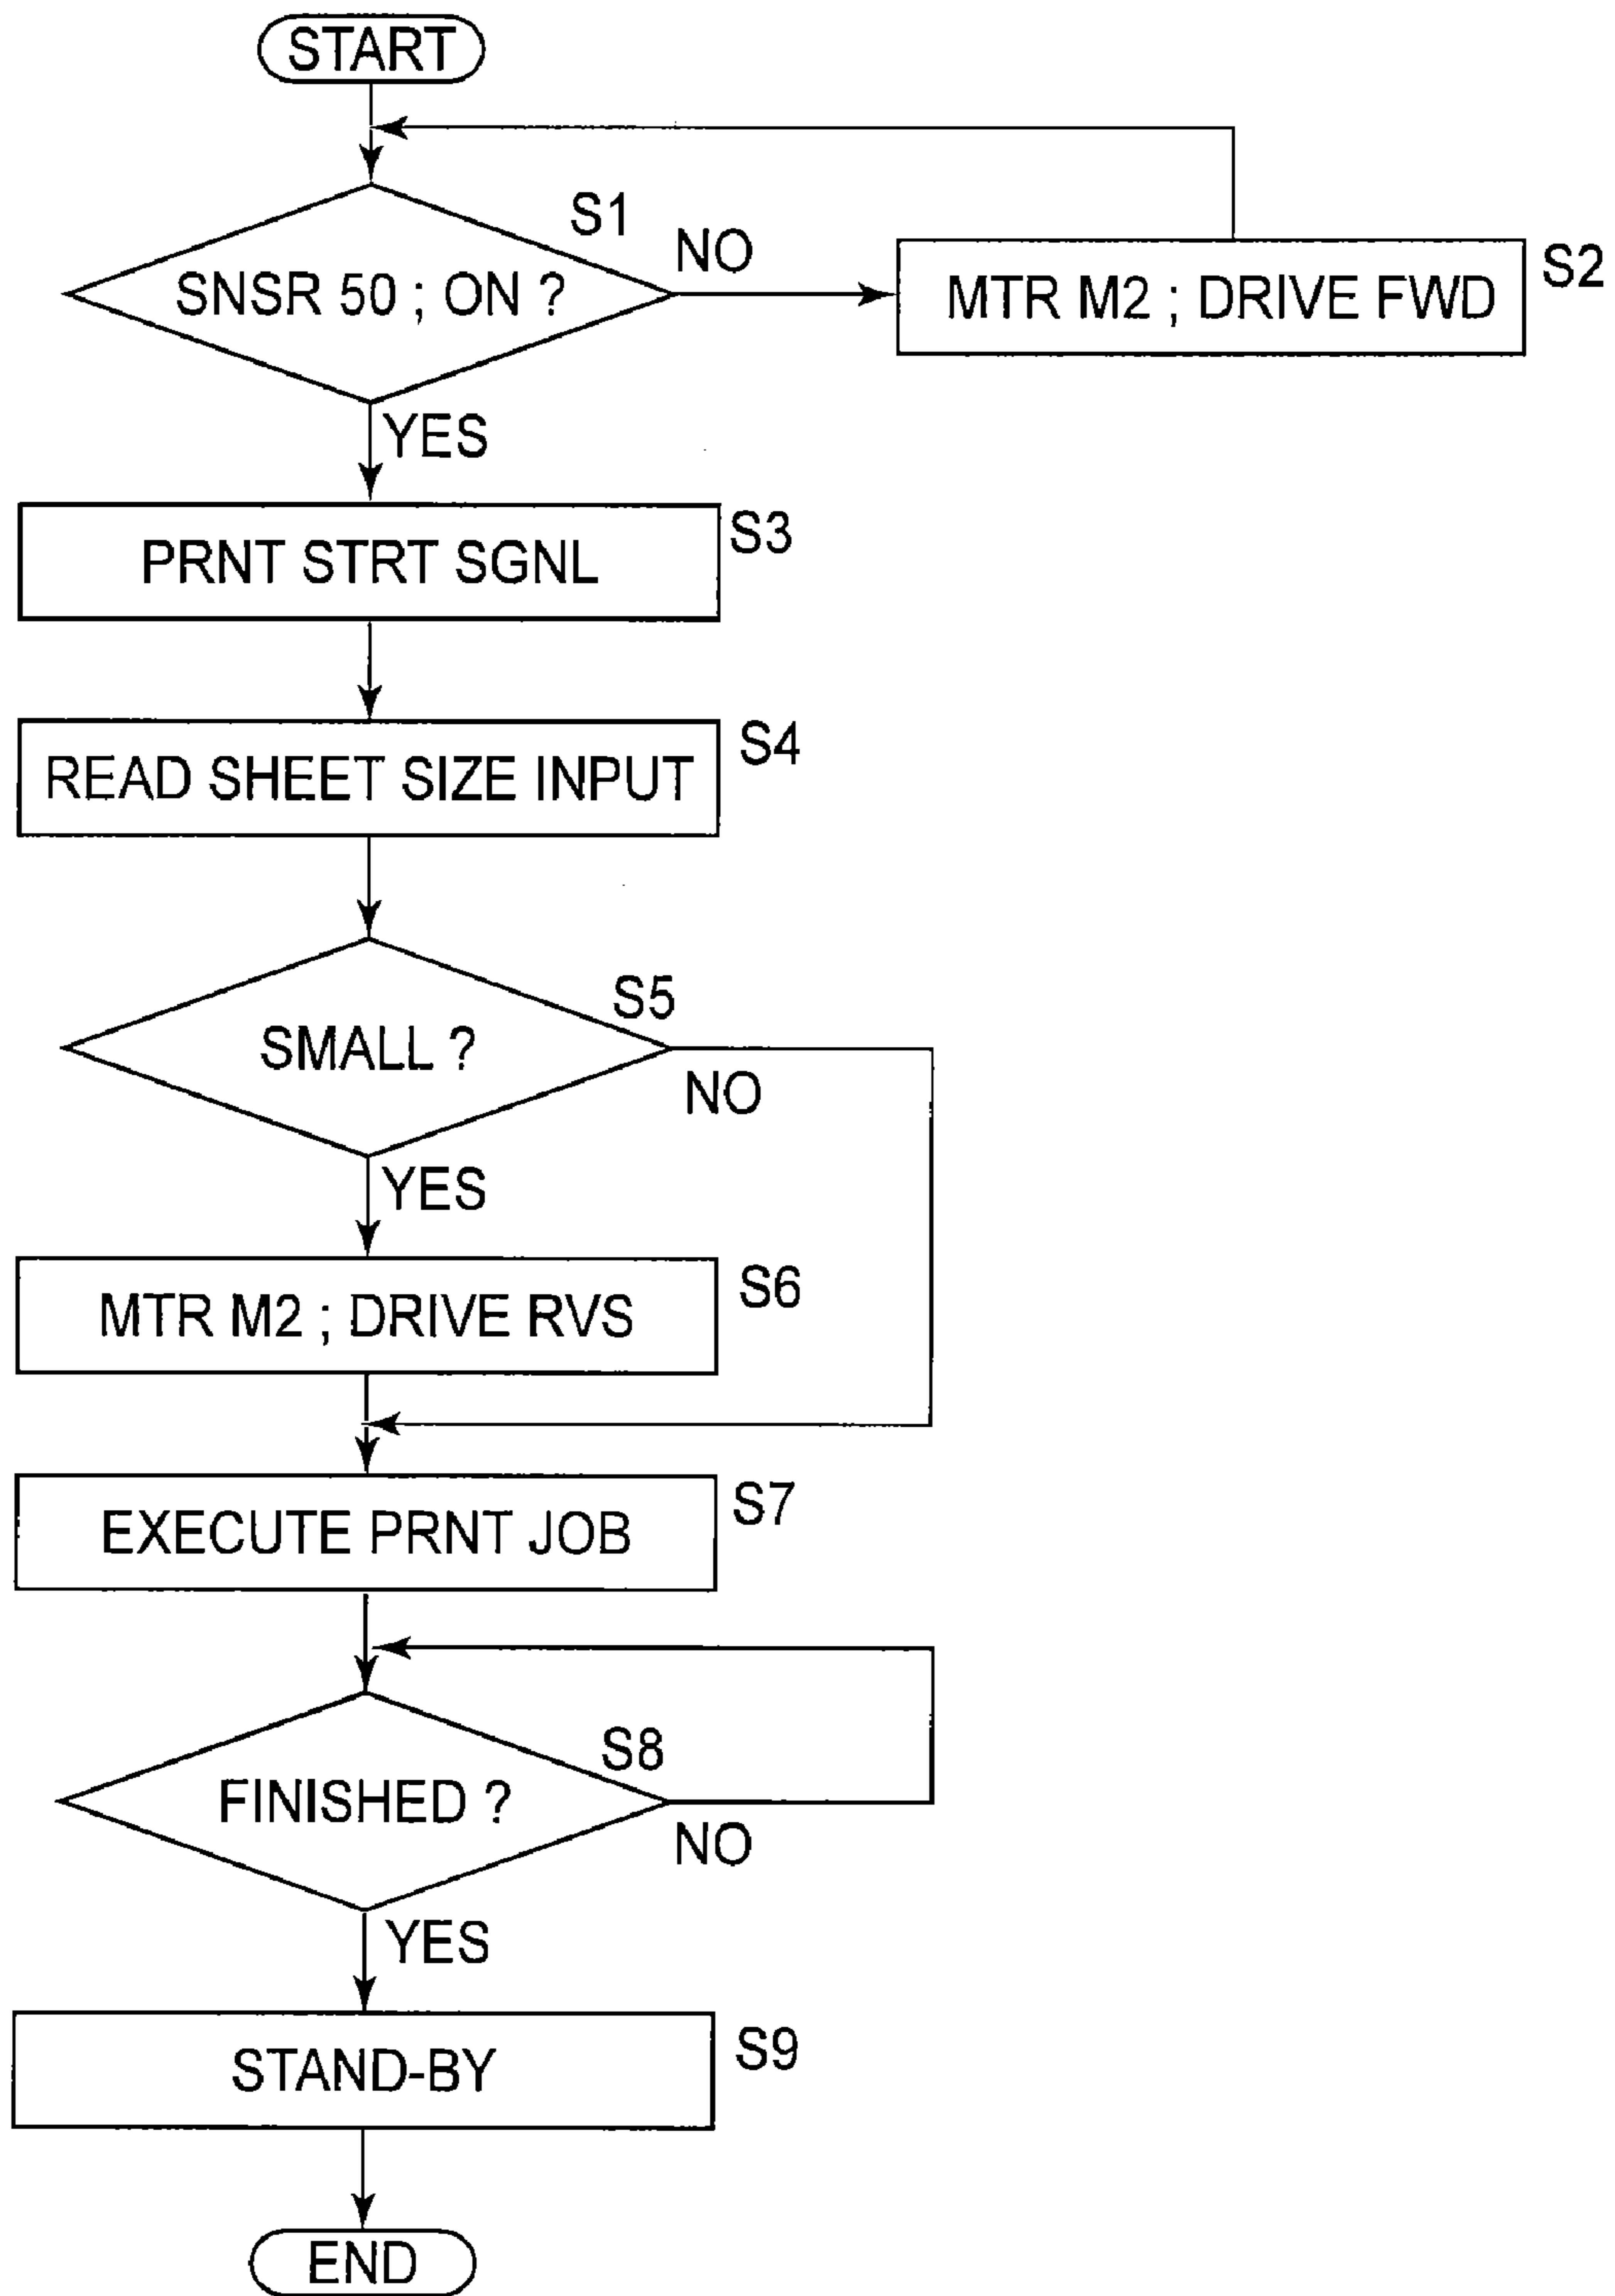 START
S1
SNSR 50 ; ON ?
NO
MTR M2 ; DRIVE FWD
S2
YES
PRNT STRT SGNL
S3
READ SHEET SIZE INPUT
S4
SMALL ?
S5
NO
YES
MTR M2 ; DRIVE RVS
S6
EXECUTE PRNT JOB
S7
FINISHED ?
S8
NO
YES
STAND-BY
S9
END